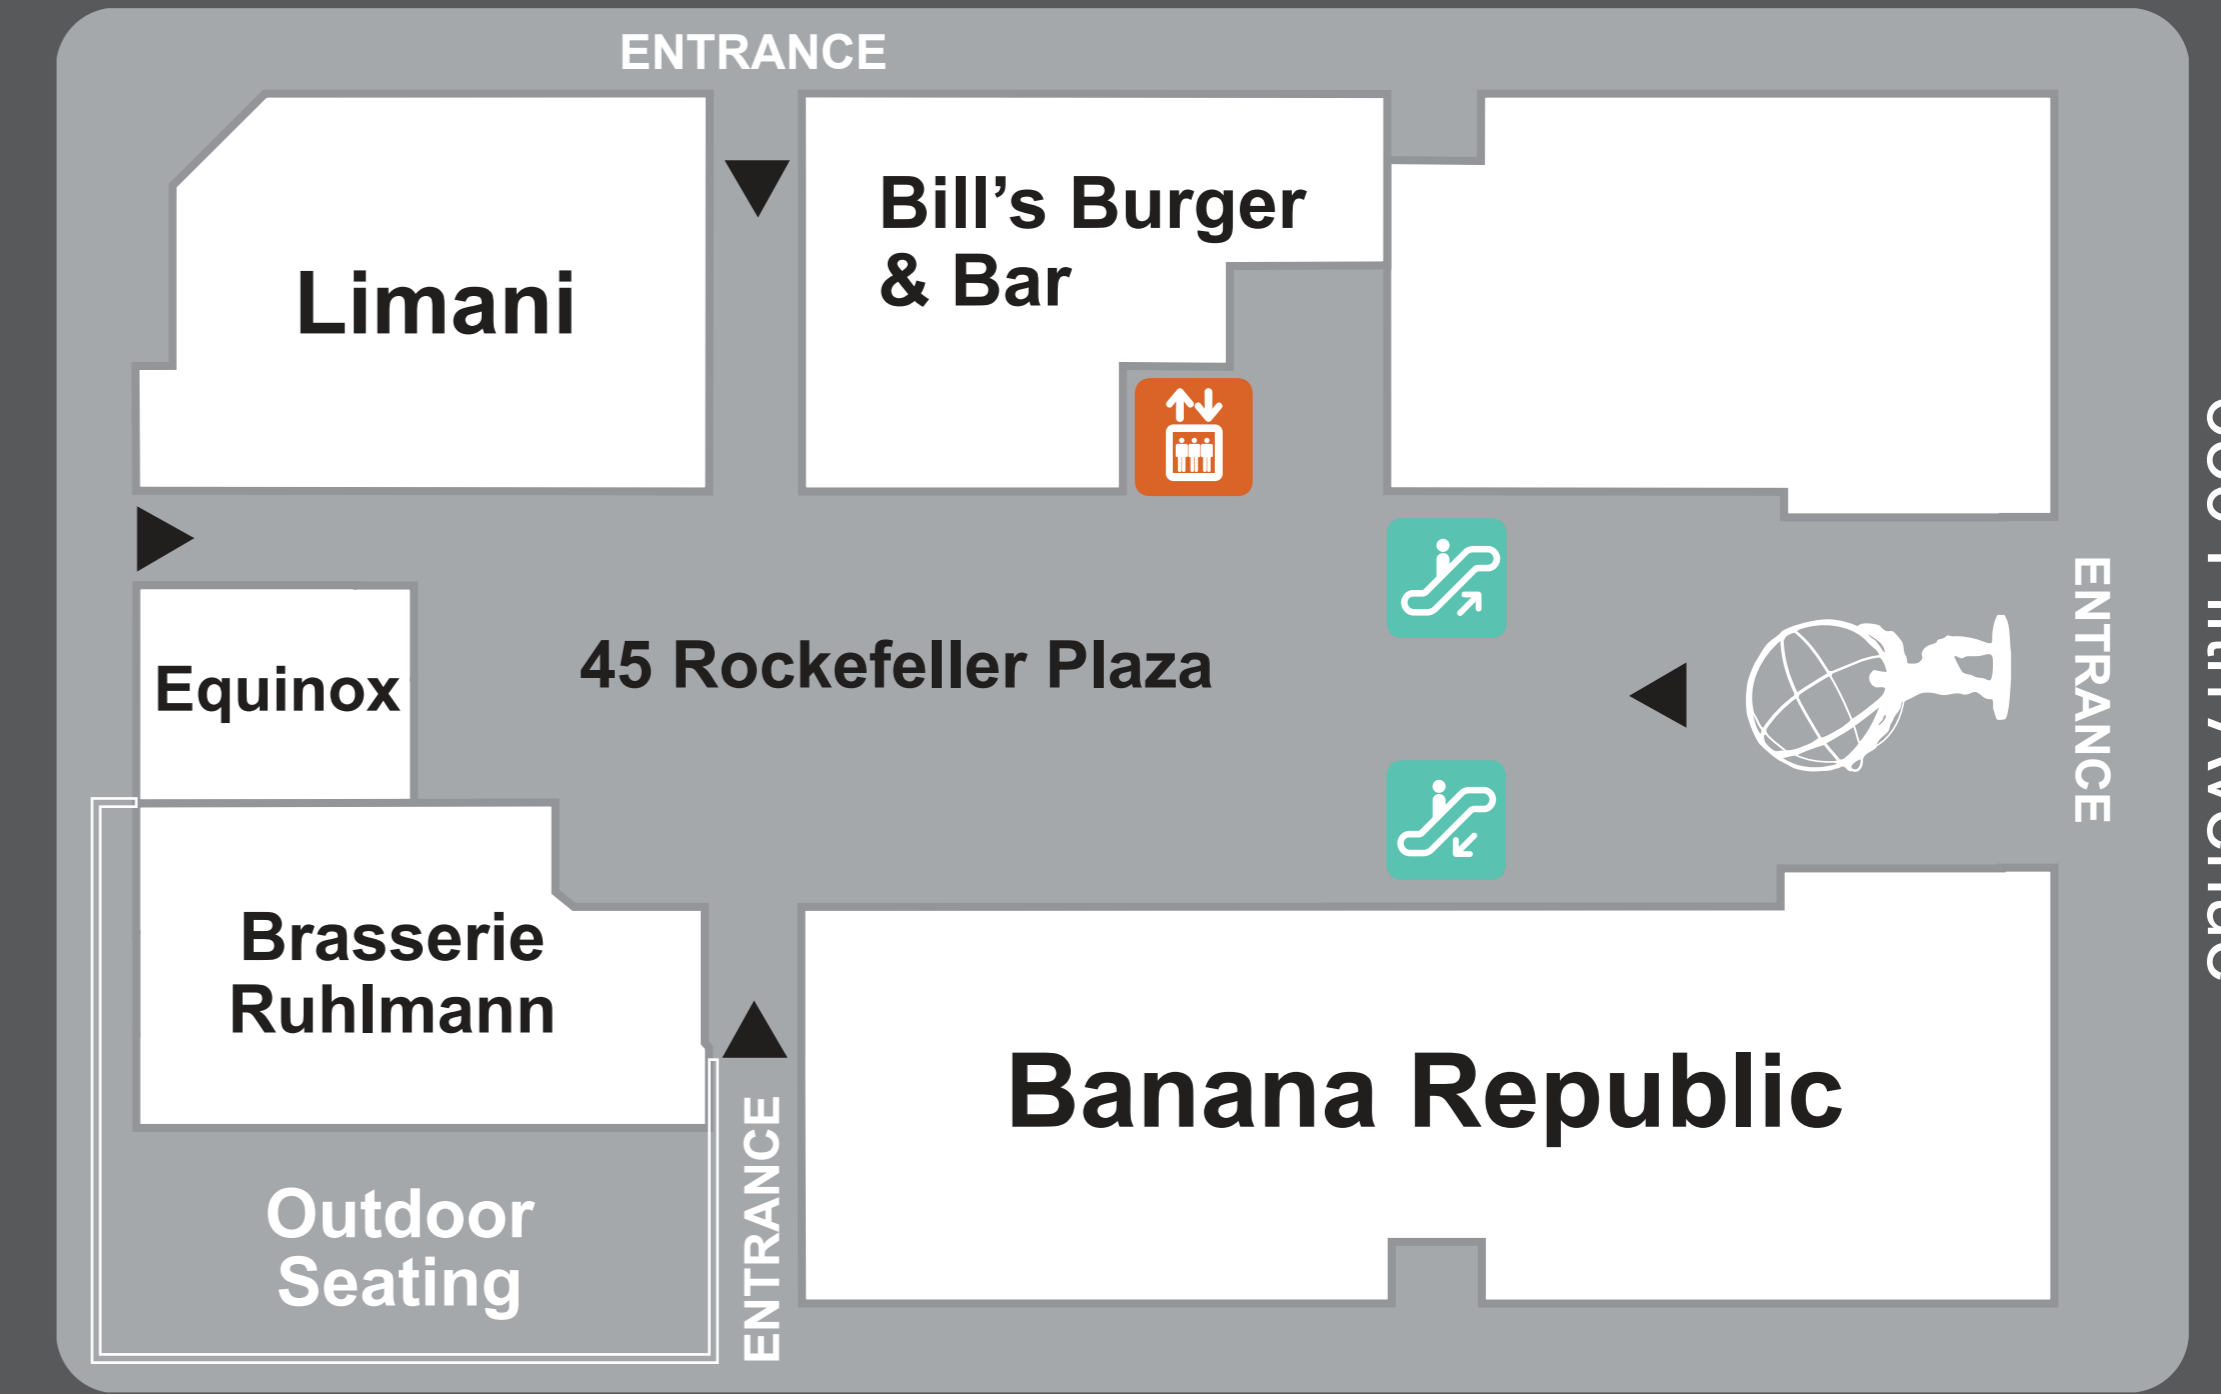 ENTRANCE
Limani
Bill’s Burger
& Bar
Equinox
45 Rockefeller Plaza
ENTRANCE
Brasserie
Ruhlmann
Banana Republic
ENTRANCE
Outdoor
Seating